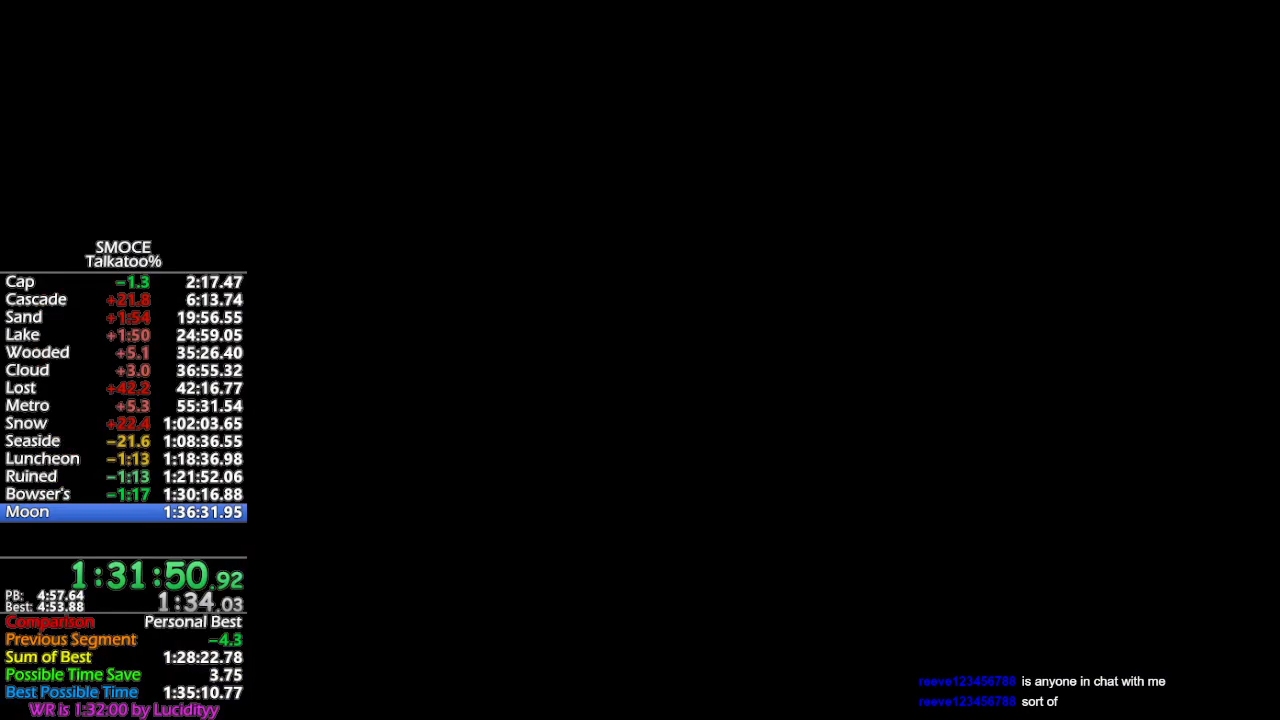 SMOCE
Talkatoo%
Cap −1.3 2:17.47
Cascade +21.8 6:13.74
Sand +1:54 19:56.55
Lake +1:50 24:59.05
Wooded +5.1 35:26.40
Cloud +3.0 36:55.32
Lost +42.2 42:16.77
Metro +5.3 55:31.54
Snow +22.4 1:02:03.65
Seaside −21.6 1:08:36.55
Luncheon −1:13 1:18:36.98
Ruined −1:13 1:21:52.06
Bowser's −1:17 1:30:16.88
Moon 1:36:31.95
1:31:50.92
PB: 4:57.64
Best: 4:53.88
1:34.03
Comparison Personal Best
Previous Segment −4.3
Sum of Best 1:28:22.78
Possible Time Save 3.75
Best Possible Time 1:35:10.77
WR is 1:32:00 by Lucidityy
reeve123456788 is anyone in chat with me
reeve123456788 sort of